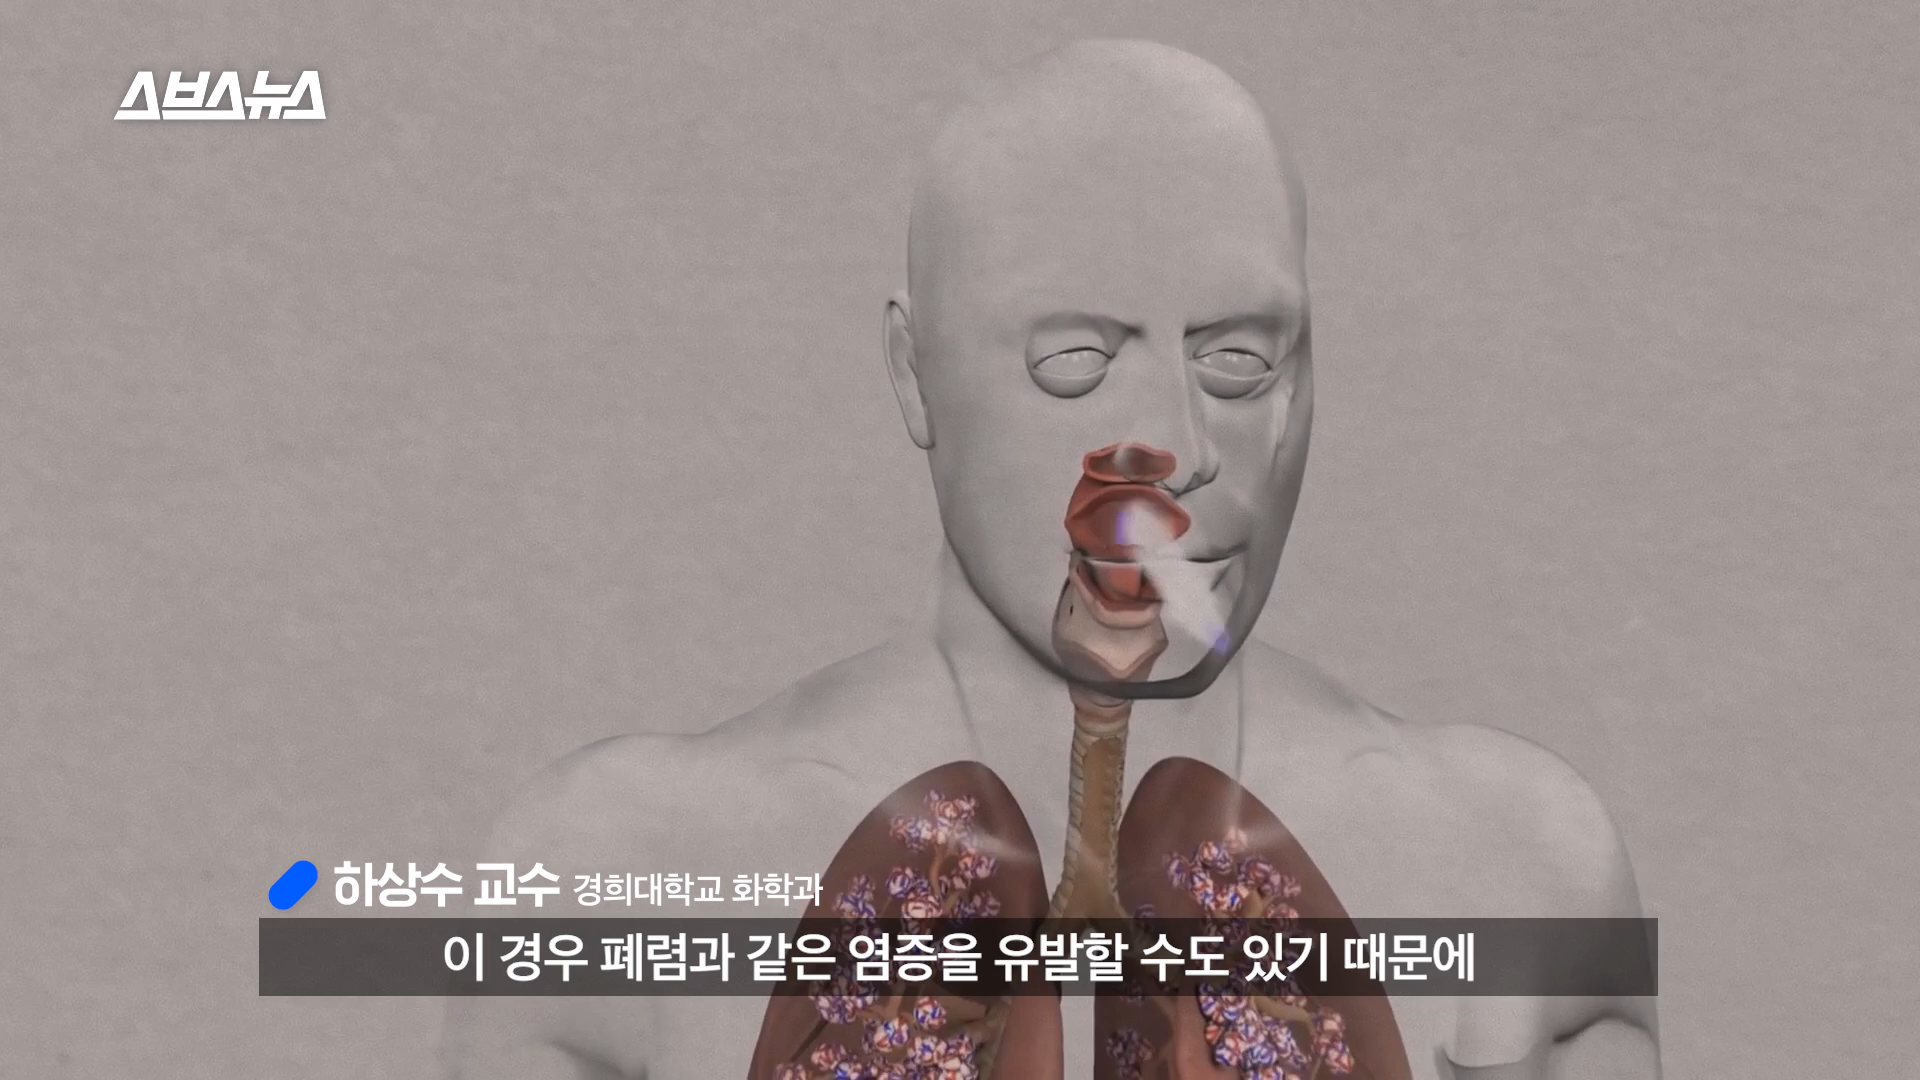 스브스뉴스
하상수 교수 경희대학교 화학과
이 경우 폐렴과 같은 염증을 유발할 수도 있기 때문에